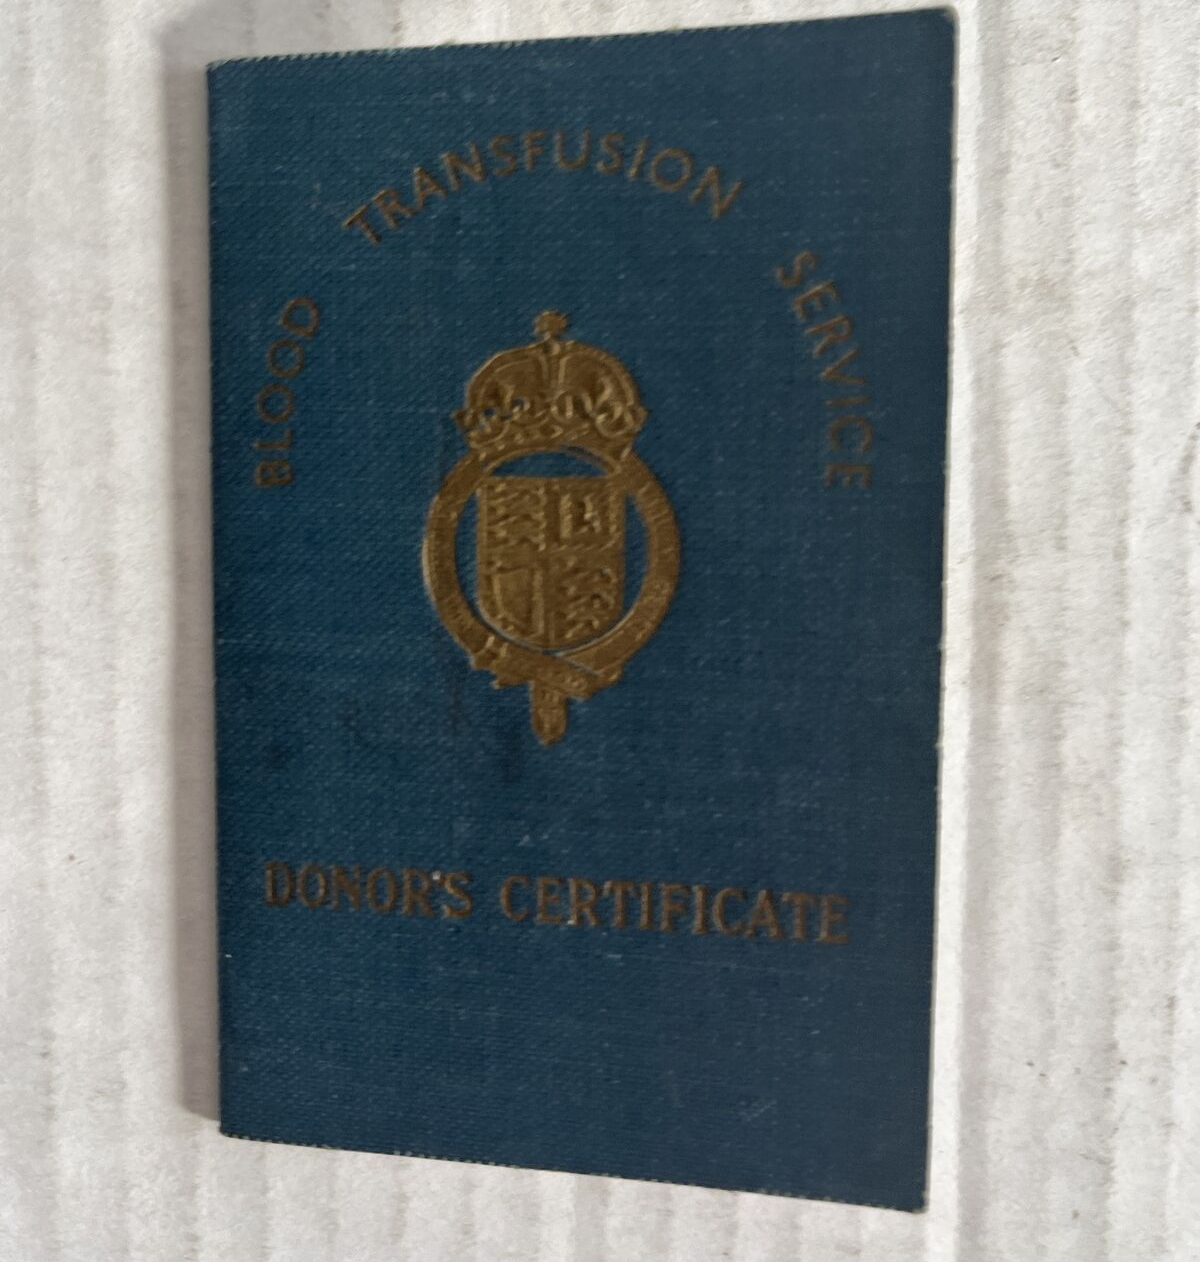 BLOOD TRANSFUSION SERVICE
DONOR'S CERTIFICATE